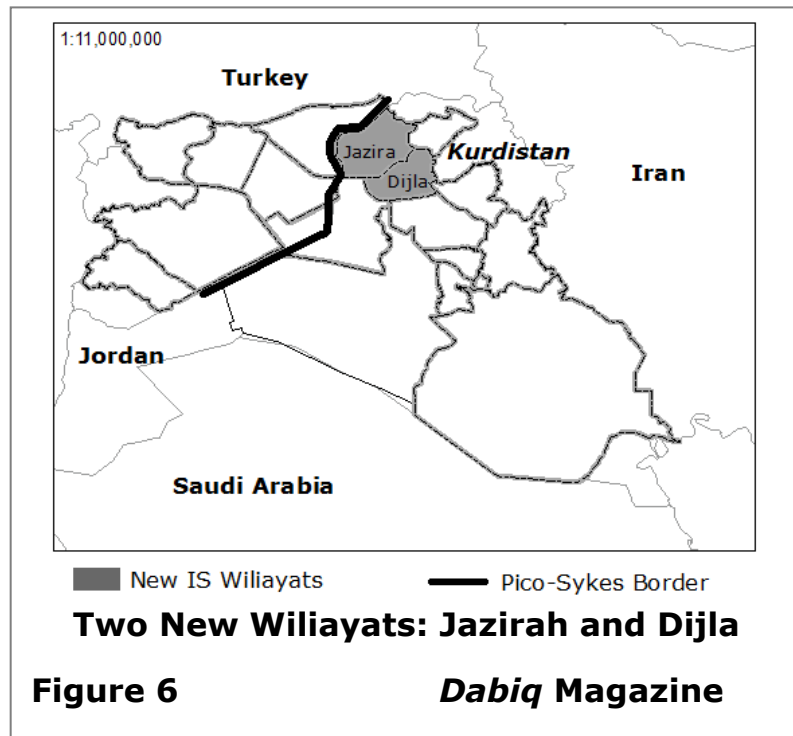 1:11,000,000
Turkey
Jazira
Kurdistan
Dijla
Iran
Jordan
Saudi Arabia
New IS Wiliayats
Pico-Sykes Border
Two New Wiliayats: Jazirah and Dijla
Figure 6 Dabiq Magazine